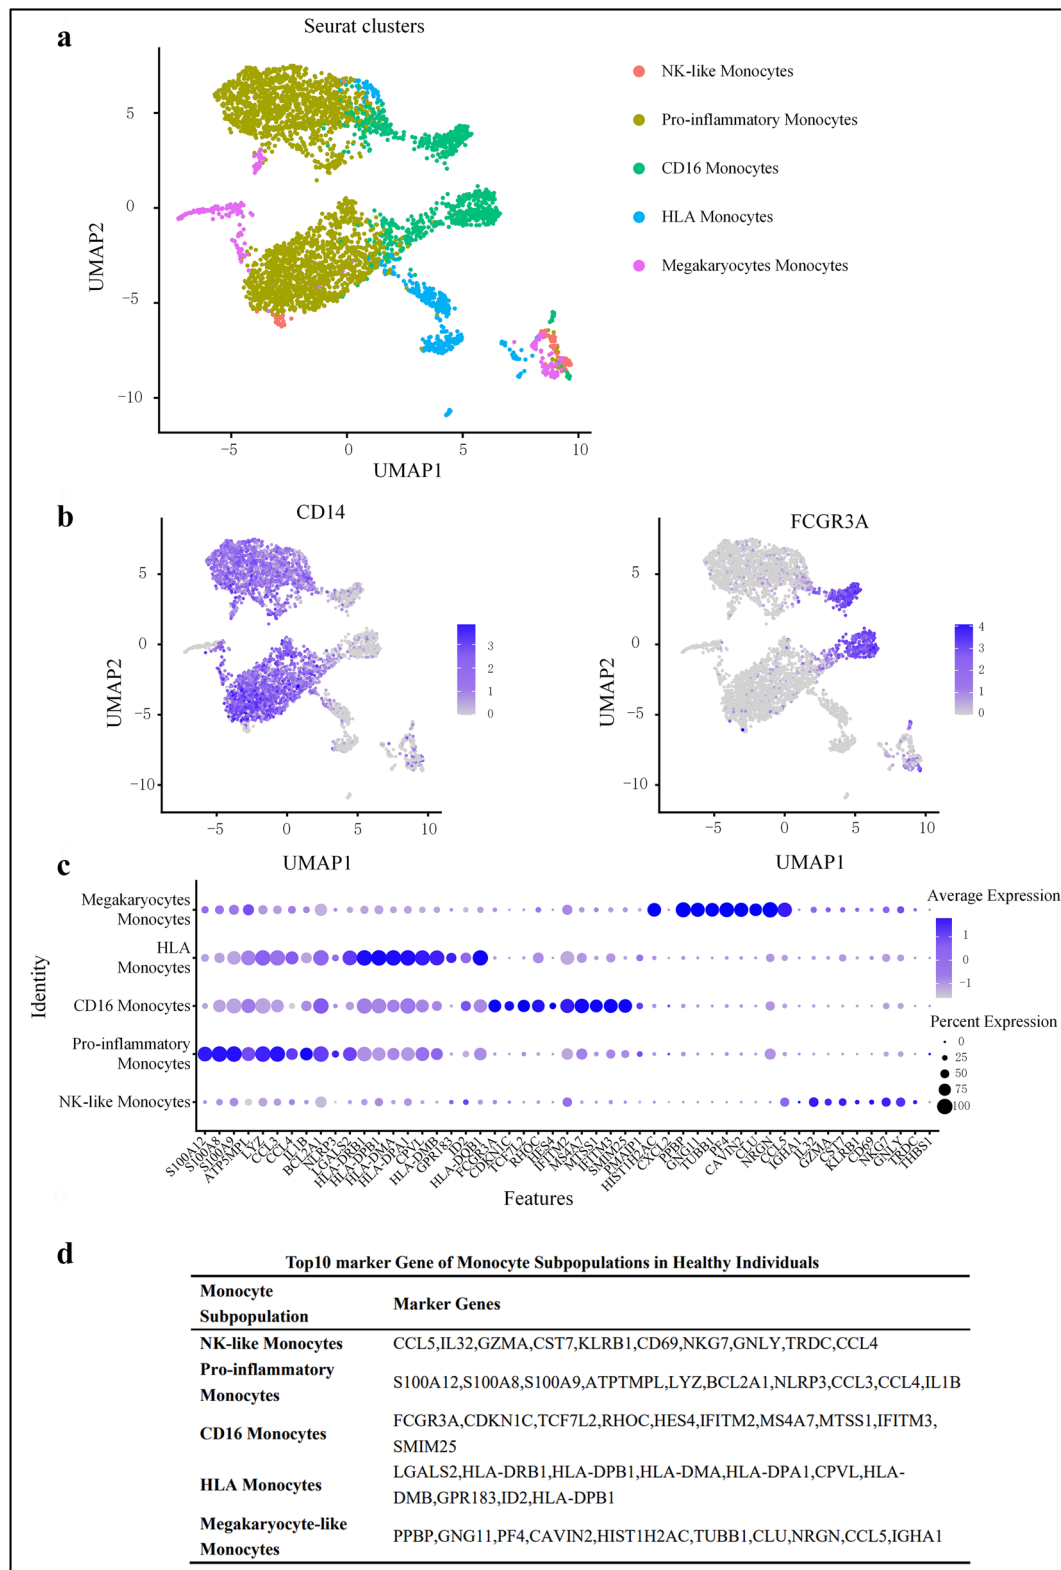 a
Seurat clusters
5
0
−5
−10
UMAP2
−5
0
5
10
UMAP1
NK-like Monocytes
Pro-inflammatory Monocytes
CD16 Monocytes
HLA Monocytes
Megakaryocytes Monocytes
b
CD14
5
0
−5
−10
UMAP2
−5
0
5
10
UMAP1
3
2
1
0
FCGR3A
5
0
−5
−10
UMAP2
−5
0
5
10
UMAP1
4
3
2
1
0
c
Identity
Megakaryocytes
Monocytes
HLA
Monocytes
CD16 Monocytes
Pro-inflammatory
Monocytes
NK-like Monocytes
S100A12
S100A8
S100A9
ATP5MPL
LYZ
CCL3
CCL4
IL1B
BCL2A1
NLRP3
LGALS2
HLA-DRB1
HLA-DPB1
HLA-DMA
HLA-DPA1
CPVL
HLA-DMB
GPR183
ID2
HLA-DQB1
FCGR3A
CDKN1C
TCF7L2
RHOC
HES4
IFITM2
MS4A7
MTSS1
IFITM3
SMIM25
PMAIP1
HIST1H2AC
CXCL2
PPBP
GNG11
TUBB1
PF4
CAVIN2
CLU
NRGN
CCL5
IGHA1
IL32
GZMA
CST7
KLRB1
CD69
NKG7
GNLY
TRDC
THBS1
Features
Average Expression
1
0
−1
Percent Expression
0
25
50
75
100
d
Top10 marker Gene of Monocyte Subpopulations in Healthy Individuals
Monocyte
Subpopulation
Marker Genes
NK-like Monocytes
CCL5,IL32,GZMA,CST7,KLRB1,CD69,NKG7,GNLY,TRDC,CCL4
Pro-inflammatory
Monocytes
S100A12,S100A8,S100A9,ATPTMPL,LYZ,BCL2A1,NLRP3,CCL3,CCL4,IL1B
CD16 Monocytes
FCGR3A,CDKN1C,TCF7L2,RHOC,HES4,IFITM2,MS4A7,MTSS1,IFITM3,
SMIM25
HLA Monocytes
LGALS2,HLA-DRB1,HLA-DPB1,HLA-DMA,HLA-DPA1,CPVL,HLA-
DMB,GPR183,ID2,HLA-DPB1
Megakaryocyte-like
Monocytes
PPBP,GNG11,PF4,CAVIN2,HIST1H2AC,TUBB1,CLU,NRGN,CCL5,IGHA1